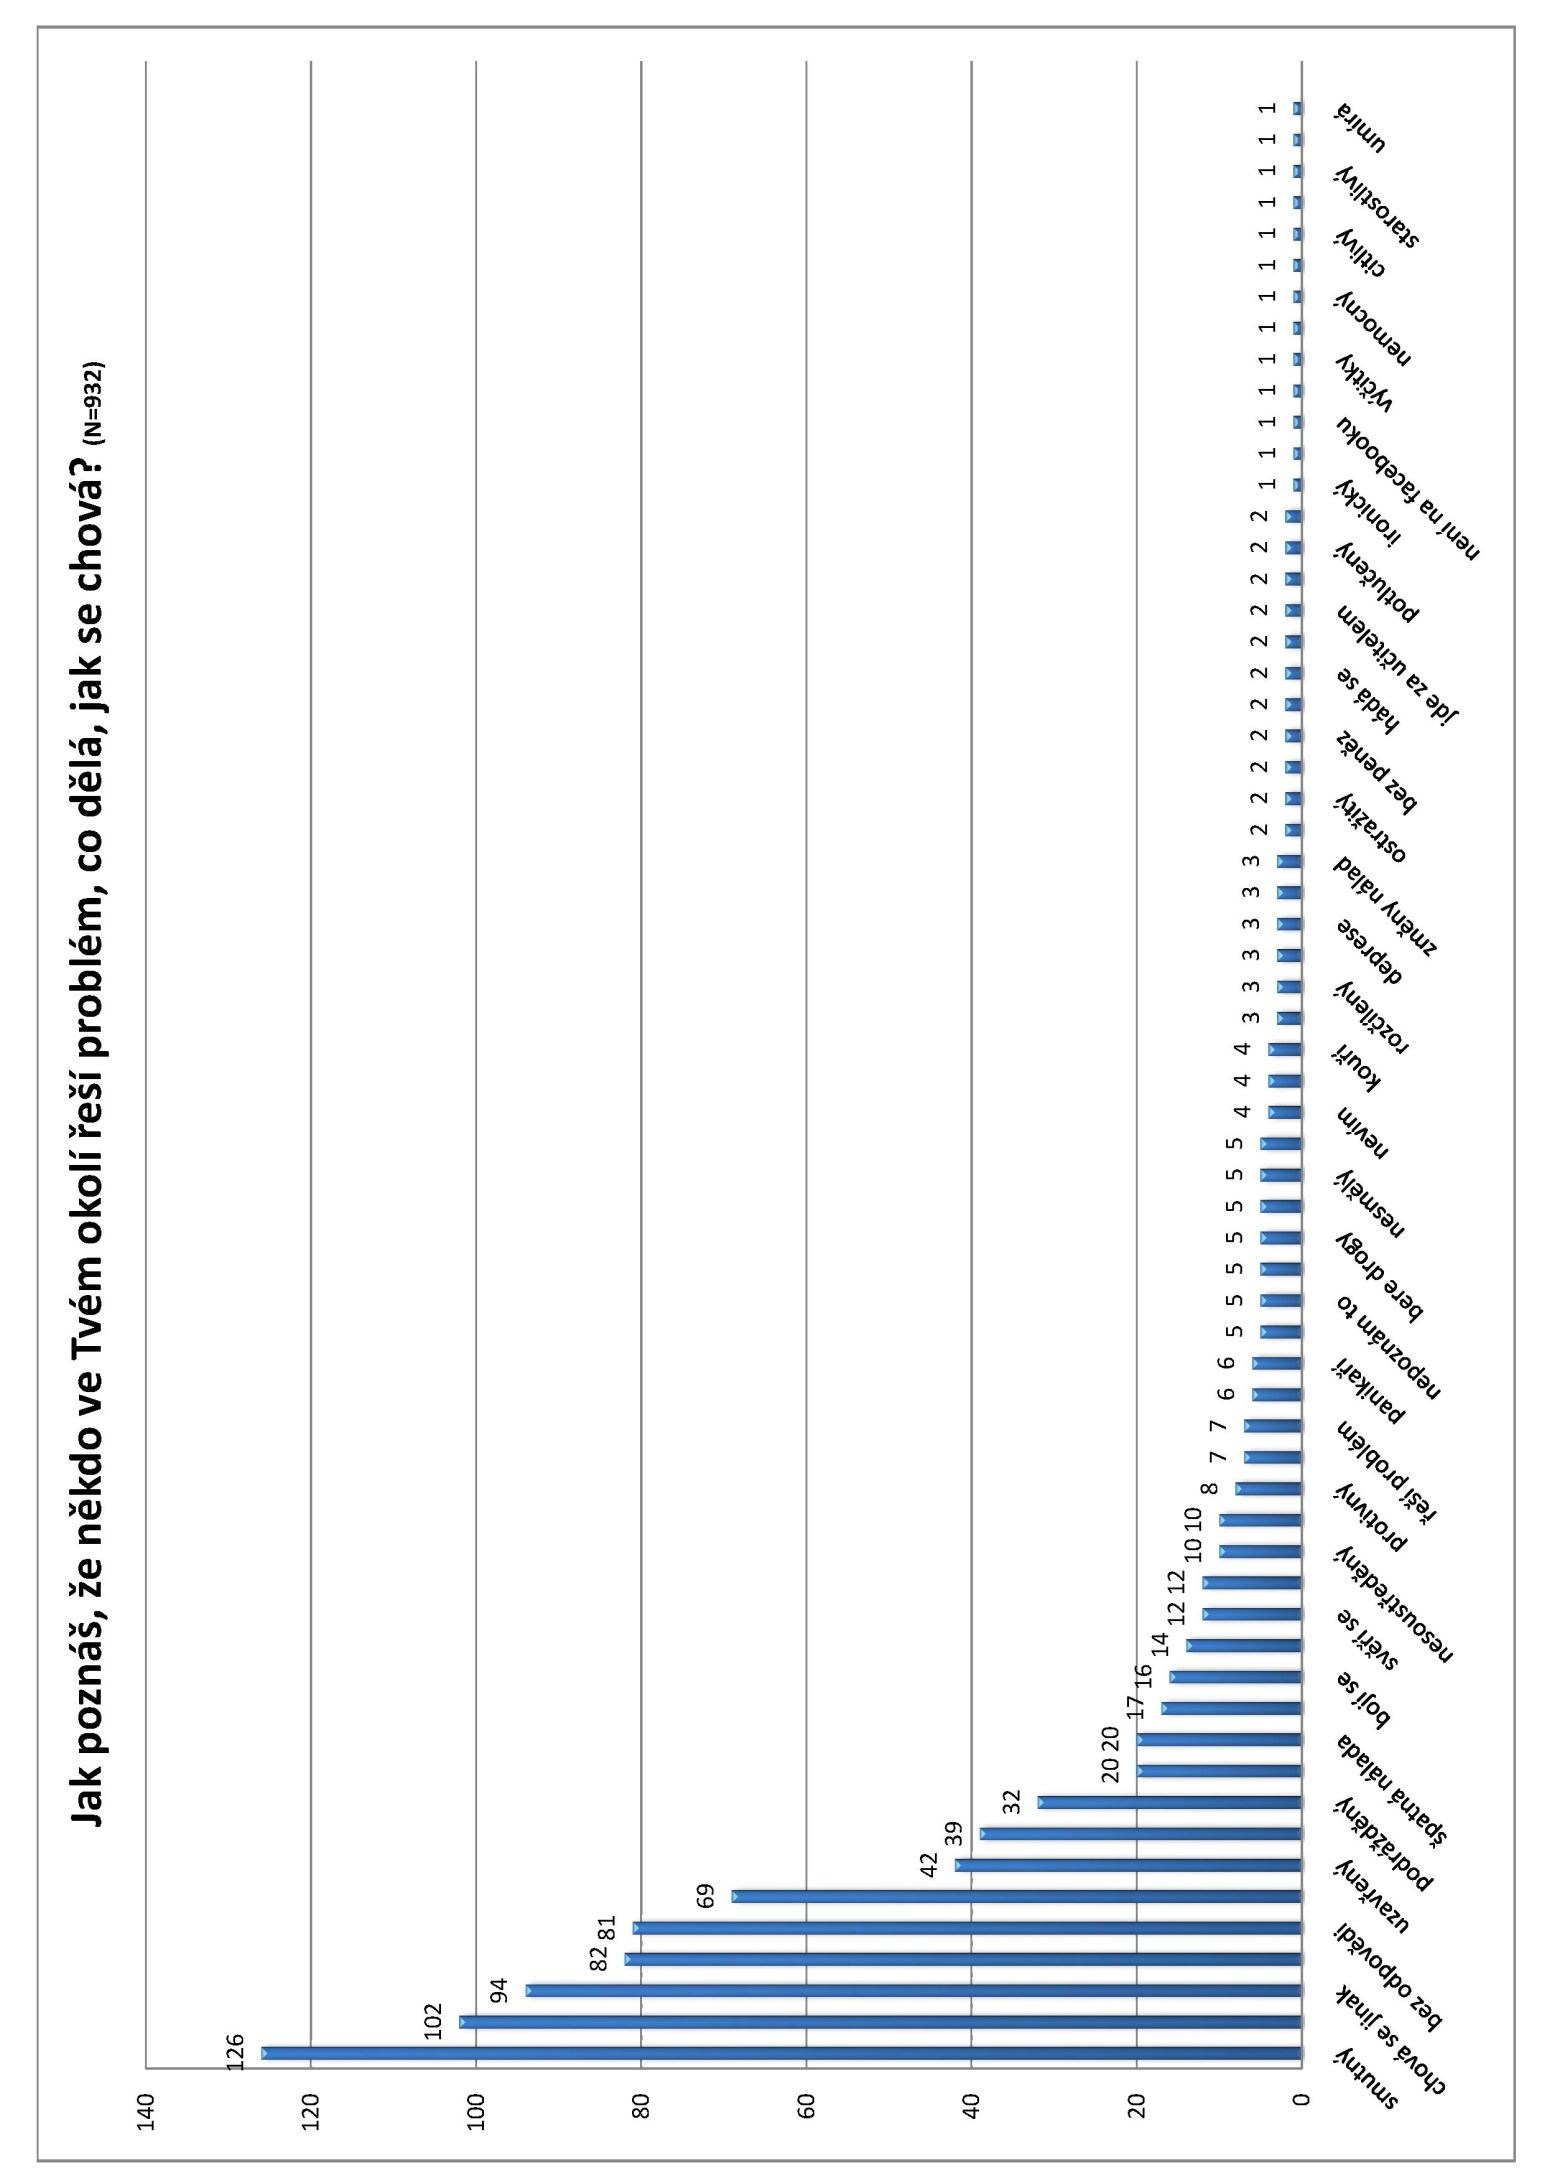 Jak poznáš, že někdo ve Tvém okolí řeší problém, co dělá, jak se chová? (N=932)
140
120
100
80
60
40
20
0
126
102
94
82
81
69
42
39
32
20
20
17
16
14
12
12
10
10
8
7
7
6
6
5
5
5
5
5
5
5
4
4
4
3
3
3
3
3
3
2
2
2
2
2
2
2
2
2
2
2
1
1
1
1
1
1
1
1
1
1
1
1
1
smutný
chová se jinak
bez odpovědi
uzavřený
podrážděný
špatná nálada
bojí se
svěří se
nesoustředěný
protivný
řeší problém
panikaří
nepoznám to
bere drogy
nesmělý
nevím
kouří
rozčílený
deprese
změny nálad
ostražitý
bez peněz
hádá se
jde za učitelem
potlučený
ironický
není na facebooku
výčitky
nemocný
citlivý
starostlivý
umírá